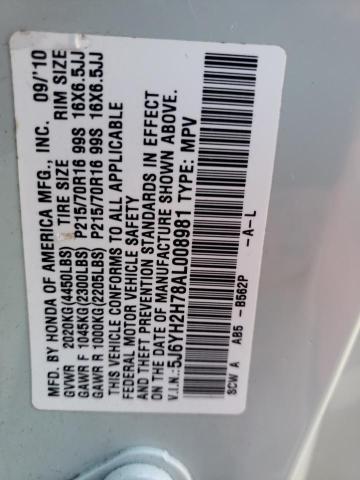 MFD. BY HONDA OF AMERICA MFG., INC. 09/'10
GVWR 2020KG(4450LBS) TIRE SIZE RIM SIZE
GAWR F 1045KG(2300LBS) P215/70R16 99S 16X6.5JJ
GAWR R 1000KG(2205LBS) P215/70R16 99S 16X6.5JJ
THIS VEHICLE CONFORMS TO ALL APPLICABLE
FEDERAL MOTOR VEHICLE SAFETY
AND THEFT PREVENTION STANDARDS IN EFFECT
ON THE DATE OF MANUFACTURE SHOWN ABOVE.
V.I.N.: 5J6YH2H78AL008981 TYPE: MPV
SCW A AB5 -B562P -A-L